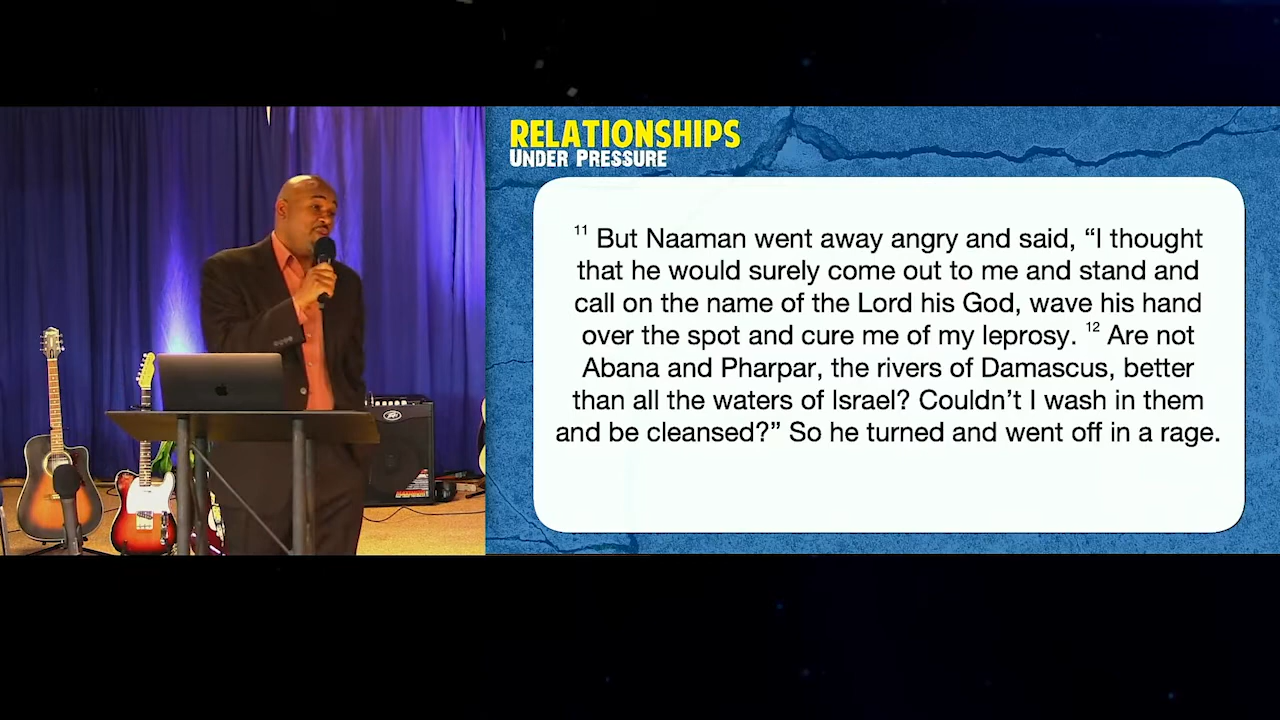 RELATIONSHIPS
UNDER PRESSURE
11 But Naaman went away angry and said, “I thought
that he would surely come out to me and stand and
call on the name of the Lord his God, wave his hand
over the spot and cure me of my leprosy. 12 Are not
Abana and Pharpar, the rivers of Damascus, better
than all the waters of Israel? Couldn’t I wash in them
and be cleansed?” So he turned and went off in a rage.